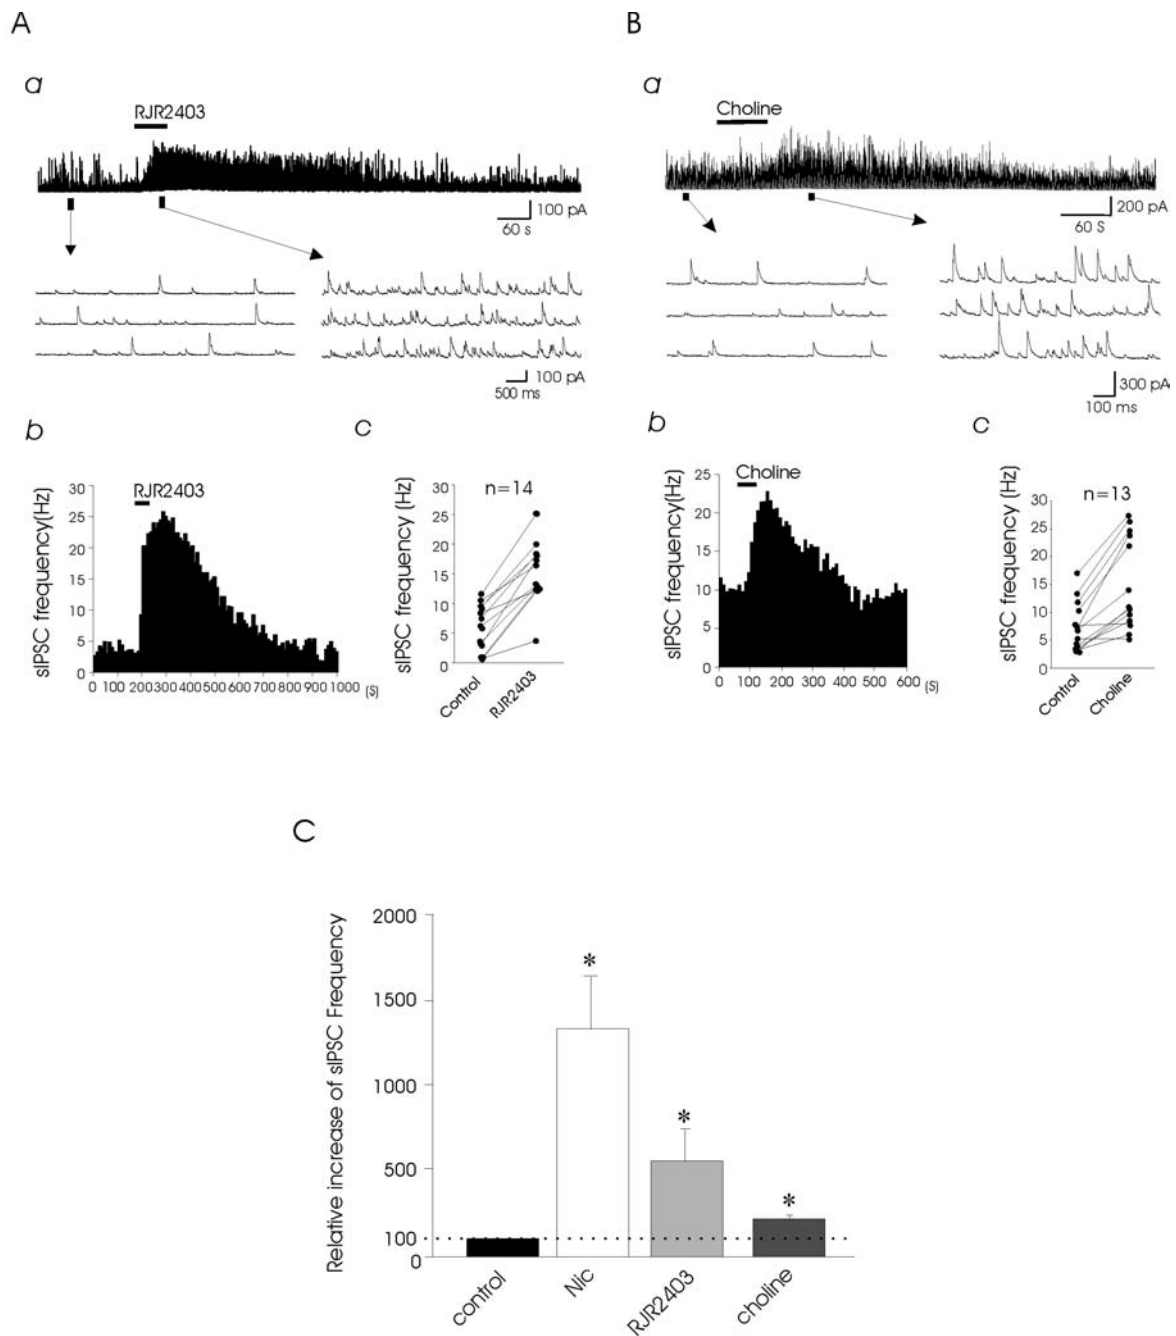 A
B
a
RJR2403
100 pA
60 s
500 ms
100 pA
a
Choline
200 pA
60 S
300 pA
100 ms
b
sIPSC frequency(Hz)
30
25
20
15
10
5
0
RJR2403
0 100 200 300 400 500 600 700 800 900 1000 (S)
c
sIPSC frequency (Hz)
30
25
20
15
10
5
0
n=14
Control
RJR2403
b
sIPSC frequency(Hz)
25
20
15
10
5
0
Choline
0 100 200 300 400 500 600 (S)
c
sIPSC frequency (Hz)
30
25
20
15
10
5
0
n=13
Control
Choline
C
Relative increase of sIPSC Frequency
2000
1500
1000
500
100
0
*
*
*
control
Nic
RJR2403
choline